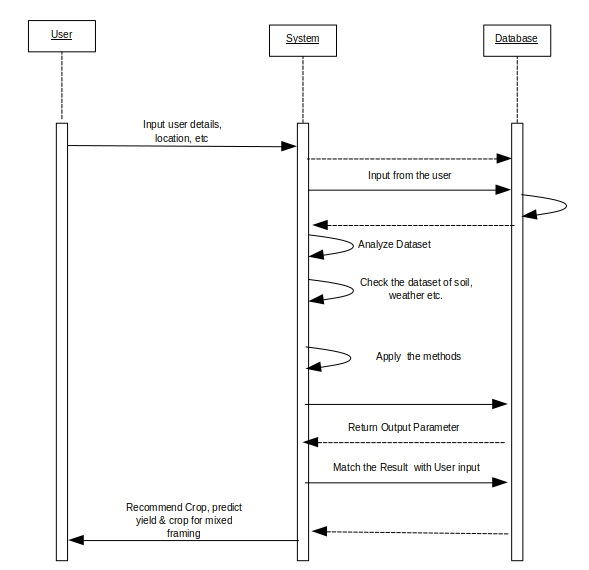 User
System
Database
Input user details,
location, etc
Input from the user
Analyze Dataset
Check the dataset of soil,
weather etc.
Apply the methods
Return Output Parameter
Match the Result with User input
Recommend Crop, predict
yield & crop for mixed
framing